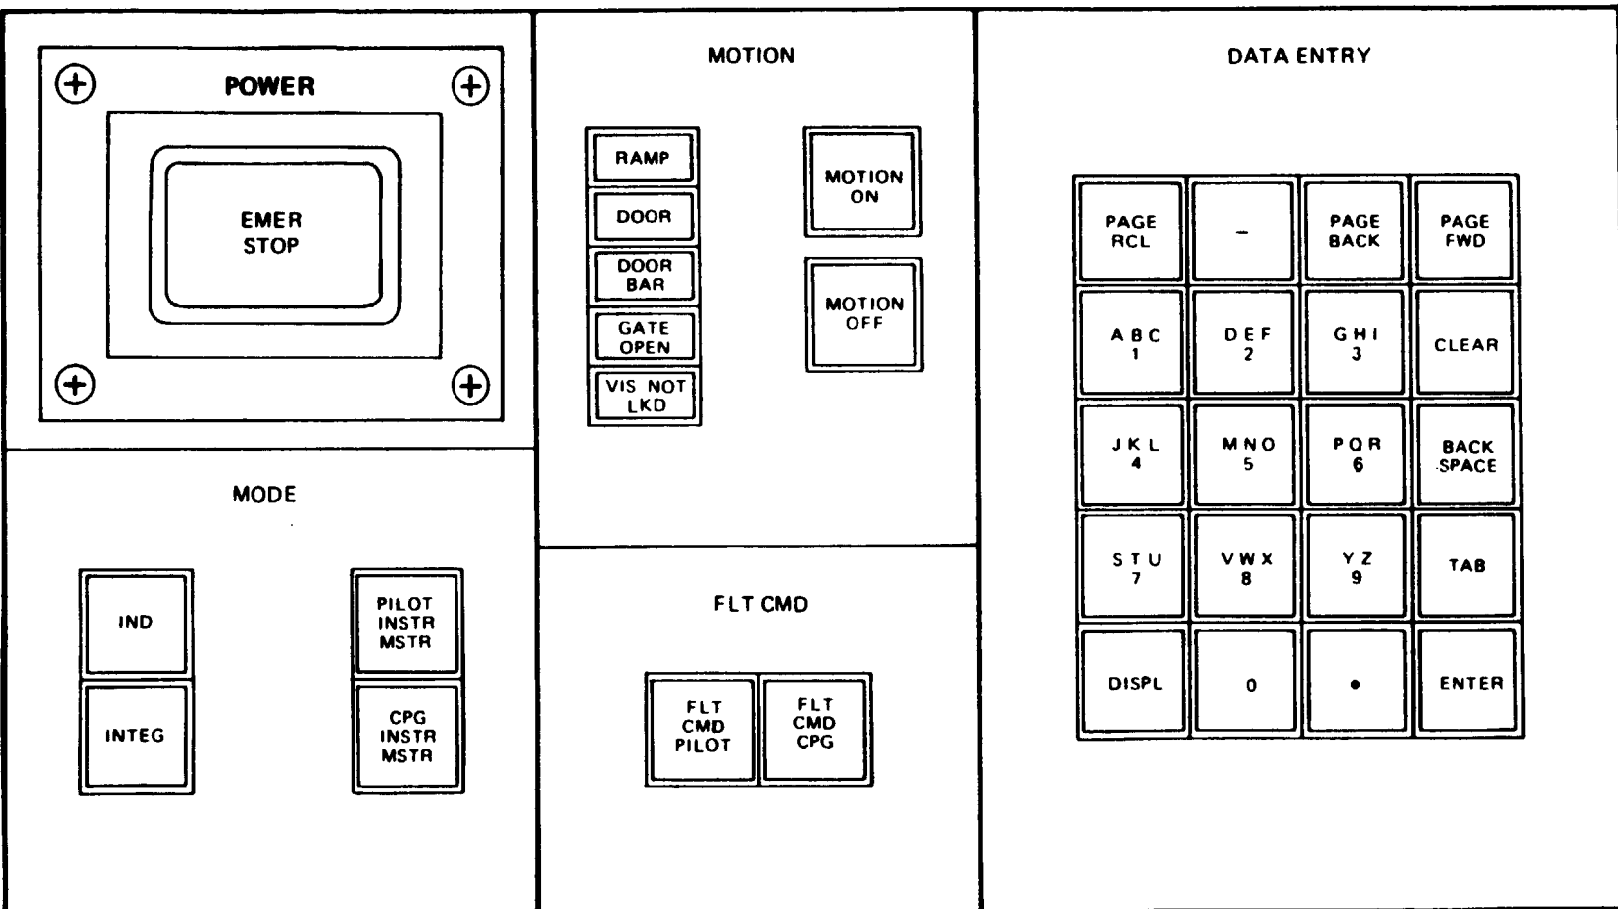 POWER
EMER
STOP
MODE
IND
INTEG
PILOT
INSTR
MSTR
CPG
INSTR
MSTR
MOTION
RAMP
DOOR
DOOR
BAR
GATE
OPEN
VIS NOT
LKD
MOTION
ON
MOTION
OFF
FLT CMD
FLT
CMD
PILOT
FLT
CMD
CPG
DATA ENTRY
PAGE
RCL
–
PAGE
BACK
PAGE
FWD
A B C
1
D E F
2
G H I
3
CLEAR
J K L
4
M N O
5
P Q R
6
BACK
SPACE
S T U
7
V W X
8
Y Z
9
TAB
DISPL
0
•
ENTER